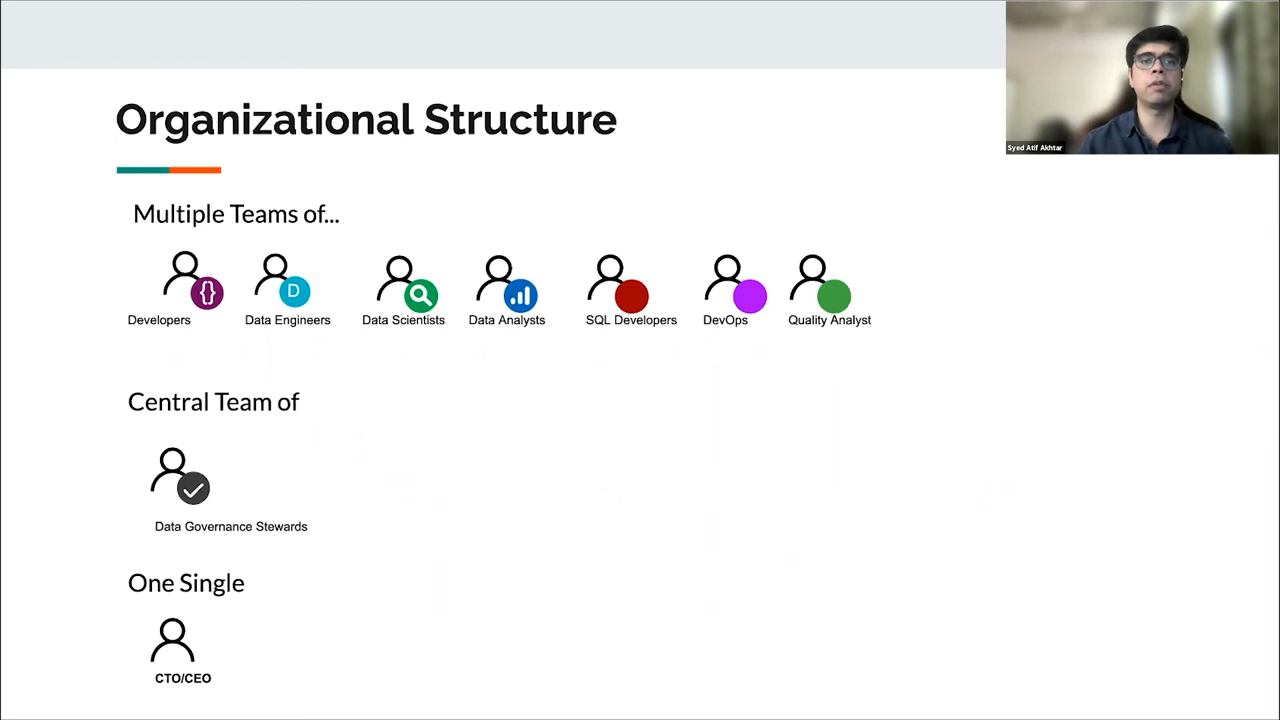 Organizational Structure
Syed Atif Akhtar
Multiple Teams of...
{}
D
Developers
Data Engineers
Data Scientists
Data Analysts
SQL Developers
DevOps
Quality Analyst
Central Team of
Data Governance Stewards
One Single
CTO/CEO